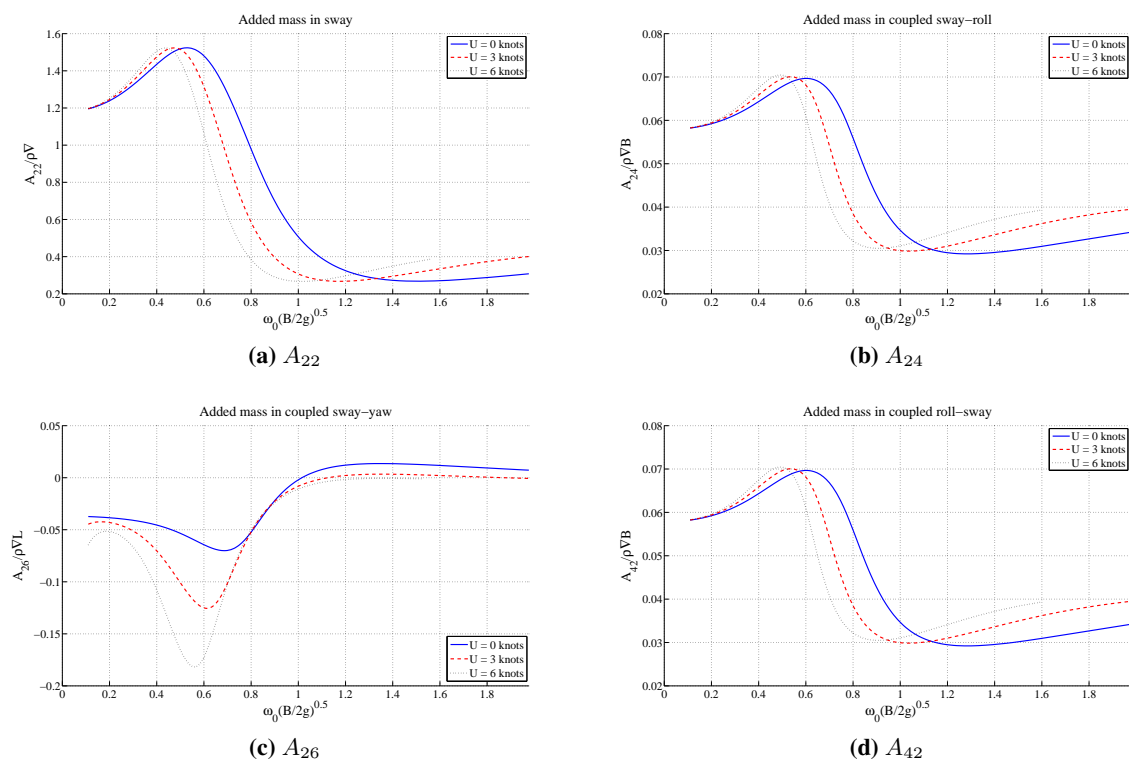 Added mass in sway
1.6
1.4
1.2
1
0.8
0.6
0.4
0.2
A22/ρ∇
U = 0 knots
U = 3 knots
U = 6 knots
0 0.2 0.4 0.6 0.8 1 1.2 1.4 1.6 1.8
ω0(B/2g)0.5
(a) A22
Added mass in coupled sway−roll
0.08
0.07
0.06
0.05
0.04
0.03
0.02
A24/ρ∇B
U = 0 knots
U = 3 knots
U = 6 knots
0 0.2 0.4 0.6 0.8 1 1.2 1.4 1.6 1.8
ω0(B/2g)0.5
(b) A24
Added mass in coupled sway−yaw
0.05
0
−0.05
−0.1
−0.15
−0.2
A26/ρ∇L
U = 0 knots
U = 3 knots
U = 6 knots
0 0.2 0.4 0.6 0.8 1 1.2 1.4 1.6 1.8
ω0(B/2g)0.5
(c) A26
Added mass in coupled roll−sway
0.08
0.07
0.06
0.05
0.04
0.03
0.02
A42/ρ∇B
U = 0 knots
U = 3 knots
U = 6 knots
0 0.2 0.4 0.6 0.8 1 1.2 1.4 1.6 1.8
ω0(B/2g)0.5
(d) A42